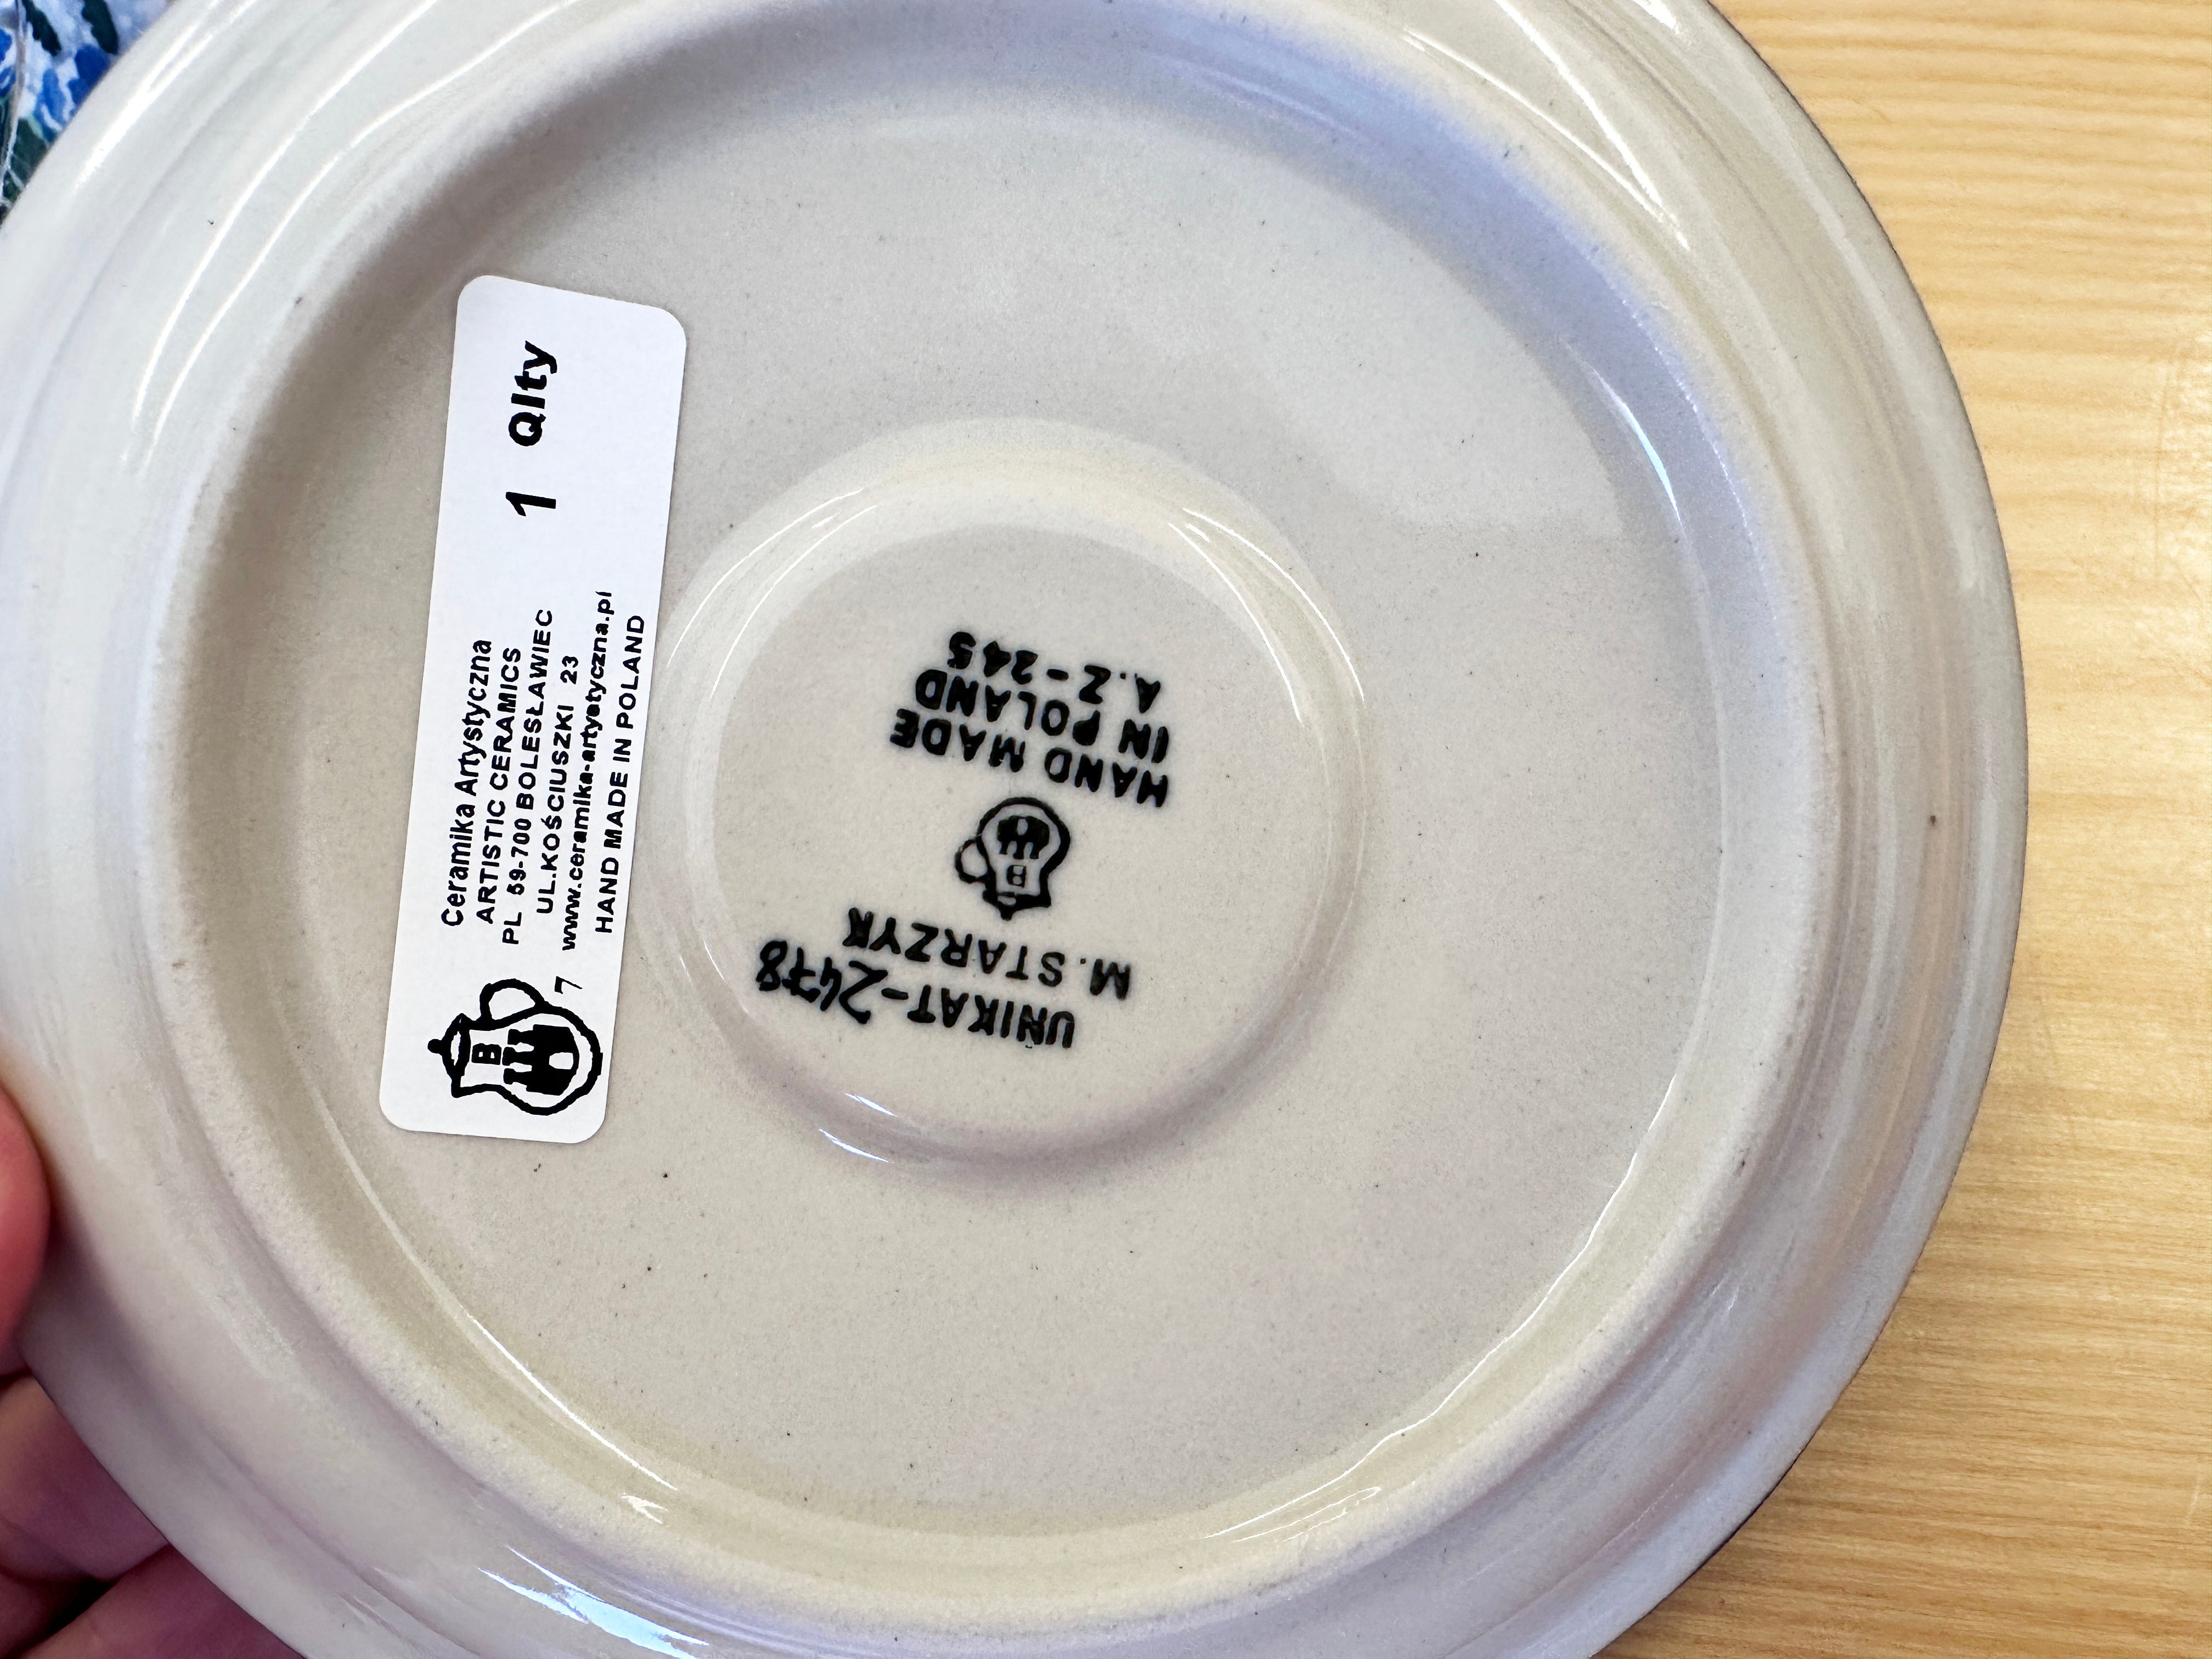 Ceramika Artystyczna
ARTISTIC CERAMICS
PL 59-700 BOLESŁAWIEC
UL.KOŚCIUSZKI 23
7 www.ceramika-artystyczna.pl
HAND MADE IN POLAND
1 Qlty
B
UNIKAT-2478
M.STARZYK
B
HAND MADE
IN POLAND
A.Z-245